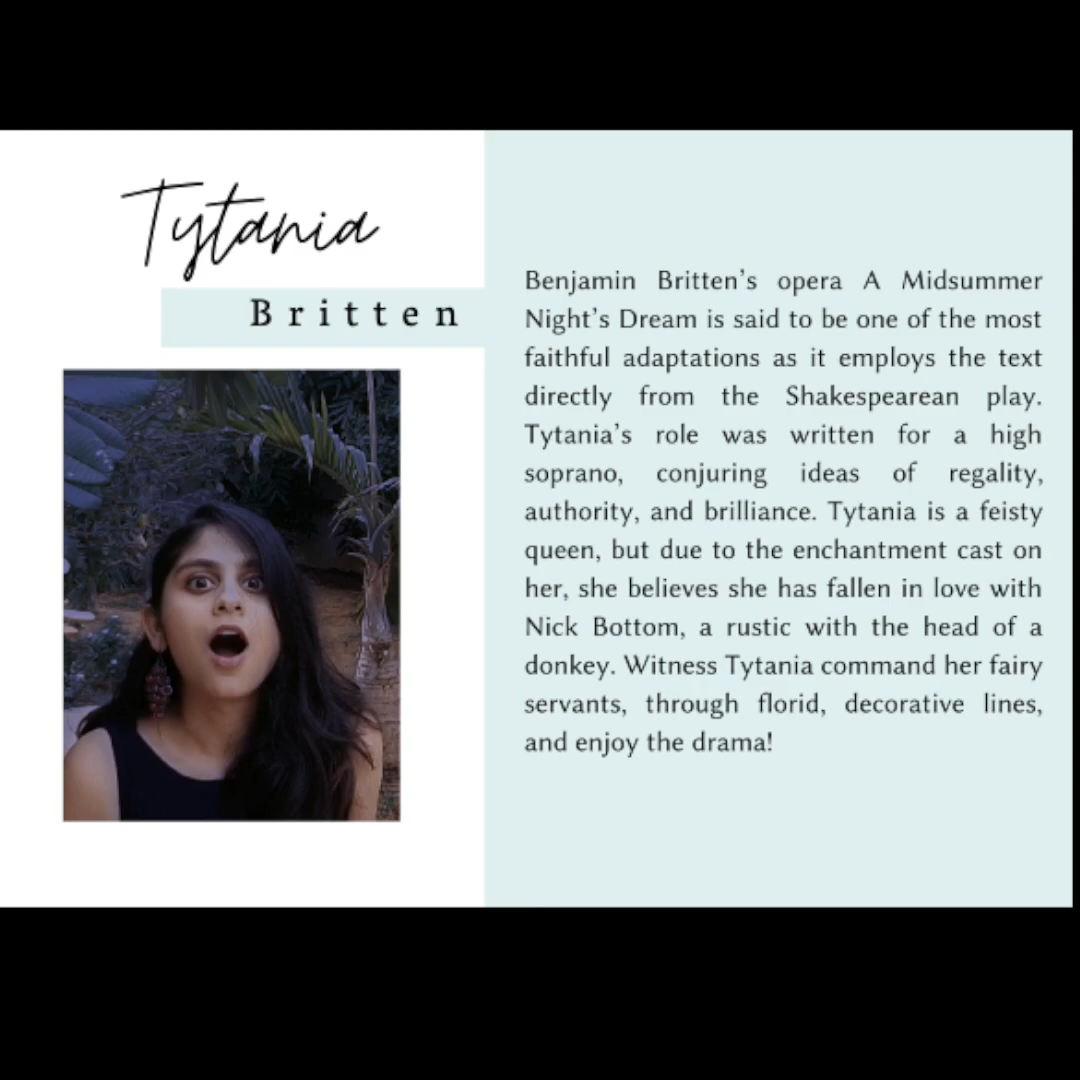 Tytania
Britten
Benjamin Britten’s opera A Midsummer
Night’s Dream is said to be one of the most
faithful adaptations as it employs the text
directly from the Shakespearean play.
Tytania’s role was written for a high
soprano, conjuring ideas of regality,
authority, and brilliance. Tytania is a feisty
queen, but due to the enchantment cast on
her, she believes she has fallen in love with
Nick Bottom, a rustic with the head of a
donkey. Witness Tytania command her fairy
servants, through florid, decorative lines,
and enjoy the drama!